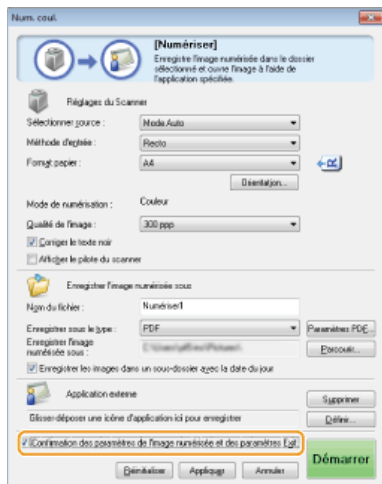 Num. coul.
[Numériser]
Enregistre l'image numérisée dans le dossier
sélectionné et ouvre l'image à l'aide de
l'application spécifiée.
Réglages du Scanner
Sélectionner source : Mode Auto
Méthode d'entrée : Recto
Format papier : A4
Orientation...
Mode de numérisation : Couleur
Qualité de l'image : 300 ppp
Corriger le texte noir
Afficher le pilote du scanner
Enregistrer l'image numérisée sous
Nom du fichier : Numériser1
Enregistrer sous le type : PDF Paramètres PDF...
Enregistrer l'image
numérisée sous : Parcourir...
Enregistrer les images dans un sous-dossier avec la date du jour
Application externe Supprimer
Glisser-déposer une icône d'application ici pour enregistrer Définir...
Confirmation des paramètres de l'image numérisée et des paramètres Exif
Démarrer
Réinitialiser Appliquer Annuler